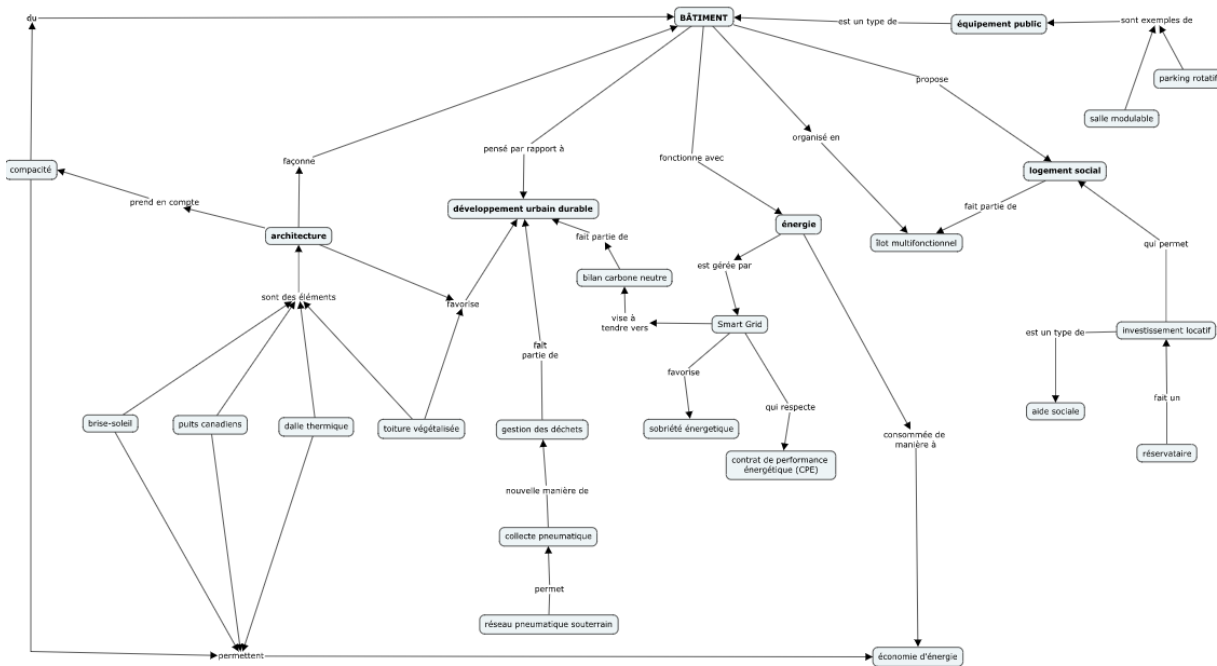 du
BÂTIMENT
est un type de
équipement public
sont exemples de
parking rotatif
propose
salle modulable
organisé en
façonne
pensé par rapport à
fonctionne avec
compacité
logement social
prend en compte
fait partie de
développement urbain durable
énergie
architecture
fait partie de
îlot multifonctionnel
qui permet
est gérée par
bilan carbone neutre
sont des éléments
favorise
vise à
tendre vers
Smart Grid
est un type de
investissement locatif
fait
partie de
favorise
fait un
qui respecte
aide sociale
brise-soleil
puits canadiens
dalle thermique
toiture végétalisée
gestion des déchets
sobriété énergetique
consommée de
manière à
contrat de performance
énergétique (CPE)
réservataire
nouvelle manière de
collecte pneumatique
permet
réseau pneumatique souterrain
permettent
économie d'énergie